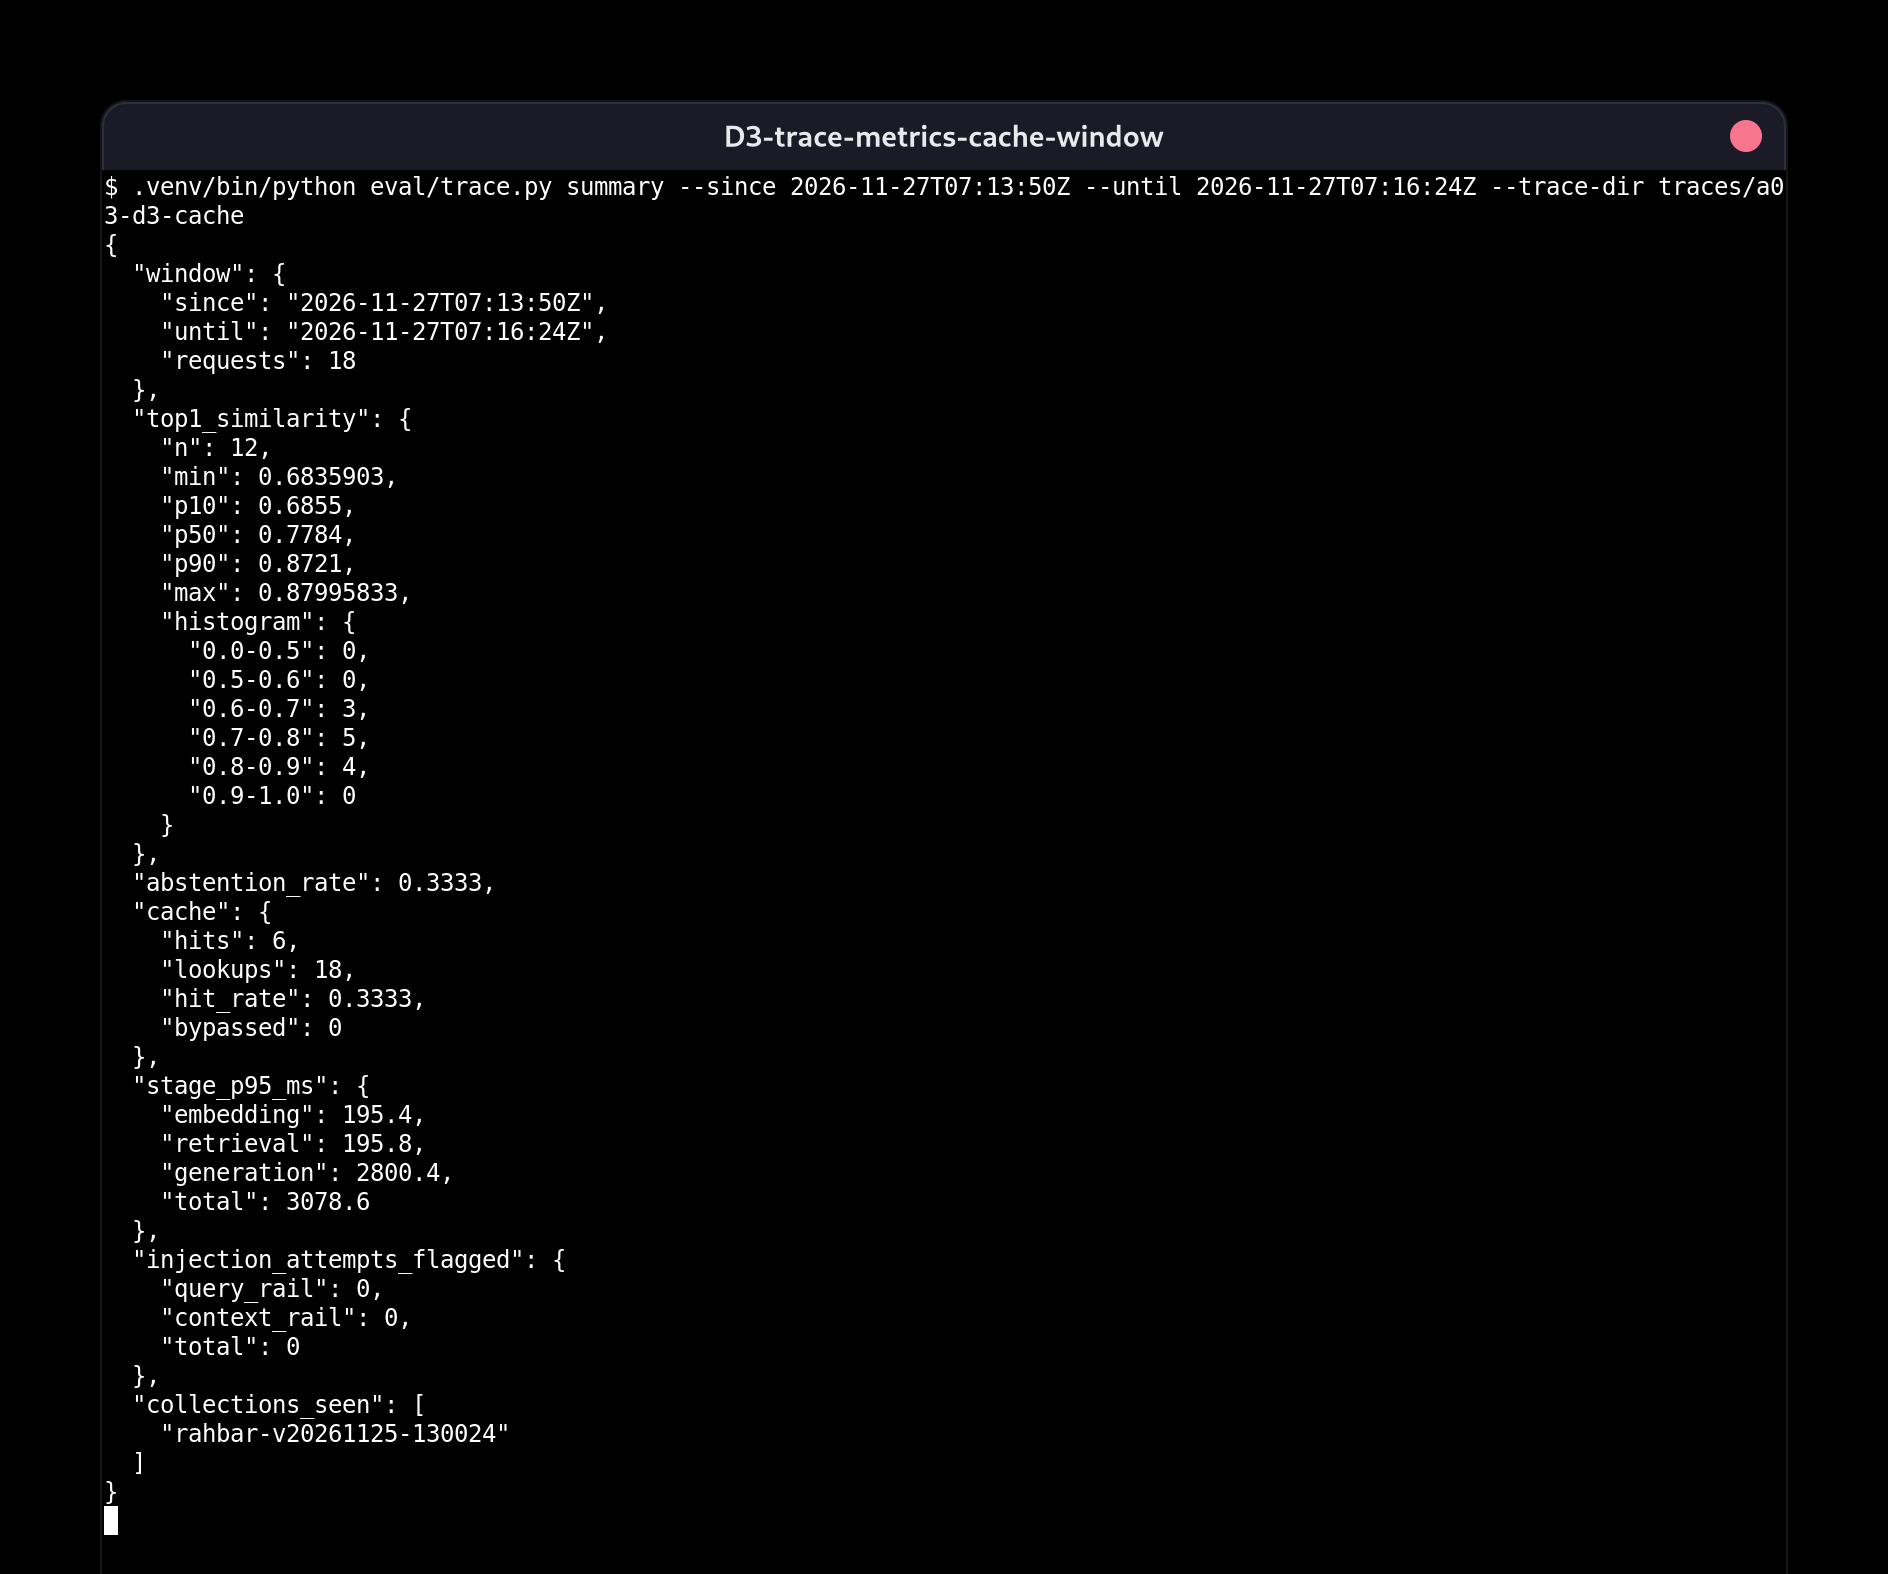 D3-trace-metrics-cache-window
$ .venv/bin/python eval/trace.py summary --since 2026-11-27T07:13:50Z --until 2026-11-27T07:16:24Z --trace-dir traces/a0
3-d3-cache
{
  "window": {
    "since": "2026-11-27T07:13:50Z",
    "until": "2026-11-27T07:16:24Z",
    "requests": 18
  },
  "top1_similarity": {
    "n": 12,
    "min": 0.6835903,
    "p10": 0.6855,
    "p50": 0.7784,
    "p90": 0.8721,
    "max": 0.87995833,
    "histogram": {
      "0.0-0.5": 0,
      "0.5-0.6": 0,
      "0.6-0.7": 3,
      "0.7-0.8": 5,
      "0.8-0.9": 4,
      "0.9-1.0": 0
    }
  },
  "abstention_rate": 0.3333,
  "cache": {
    "hits": 6,
    "lookups": 18,
    "hit_rate": 0.3333,
    "bypassed": 0
  },
  "stage_p95_ms": {
    "embedding": 195.4,
    "retrieval": 195.8,
    "generation": 2800.4,
    "total": 3078.6
  },
  "injection_attempts_flagged": {
    "query_rail": 0,
    "context_rail": 0,
    "total": 0
  },
  "collections_seen": [
    "rahbar-v20261125-130024"
  ]
}